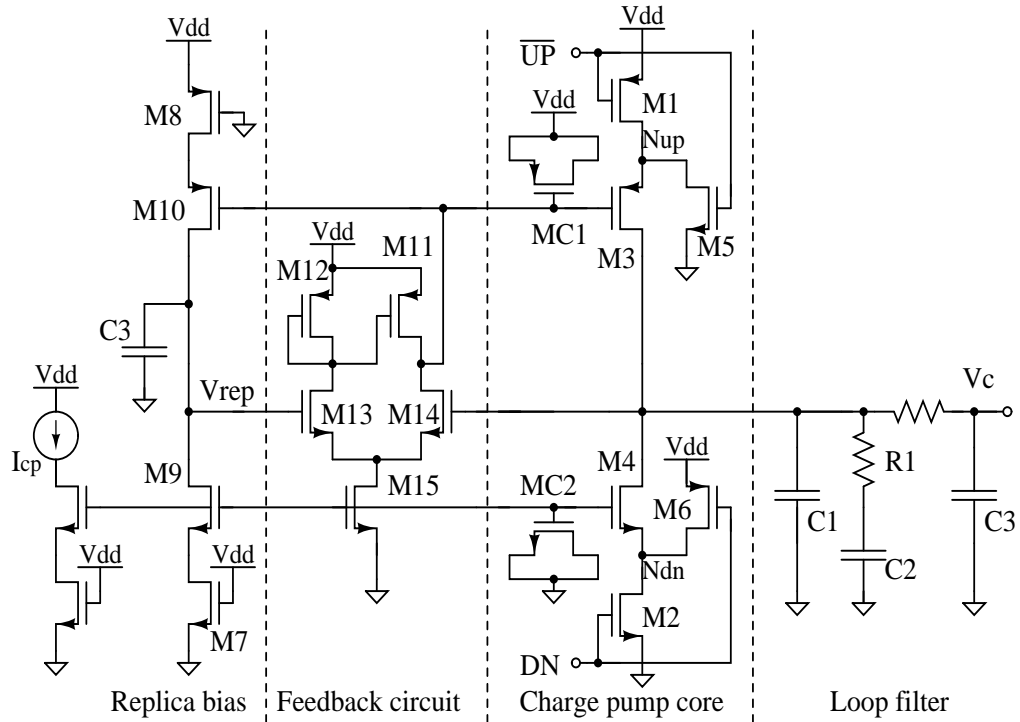 Vdd
UP
Vdd
M8
M1
Vdd
Nup
M10
MC1
M5
M3
Vdd
M11
M12
C3
Vdd
Vrep
M13
M14
Vc
Icp
M9
M15
MC2
M4
M6
Vdd
R1
C1
C3
Vdd
Vdd
Ndn
C2
M7
M2
DN
Replica bias
Feedback circuit
Charge pump core
Loop filter